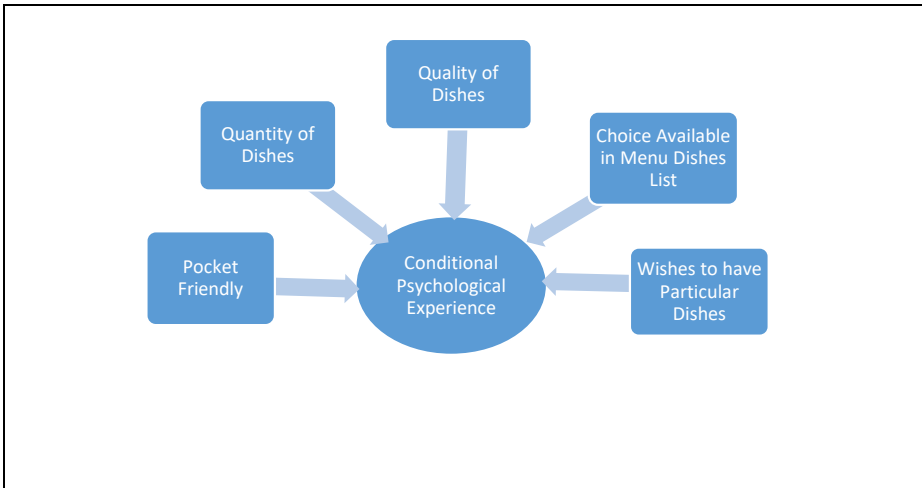 Quality of
Dishes
Quantity of
Dishes
Choice Available
in Menu Dishes
List
Pocket
Friendly
Conditional
Psychological
Experience
Wishes to have
Particular
Dishes